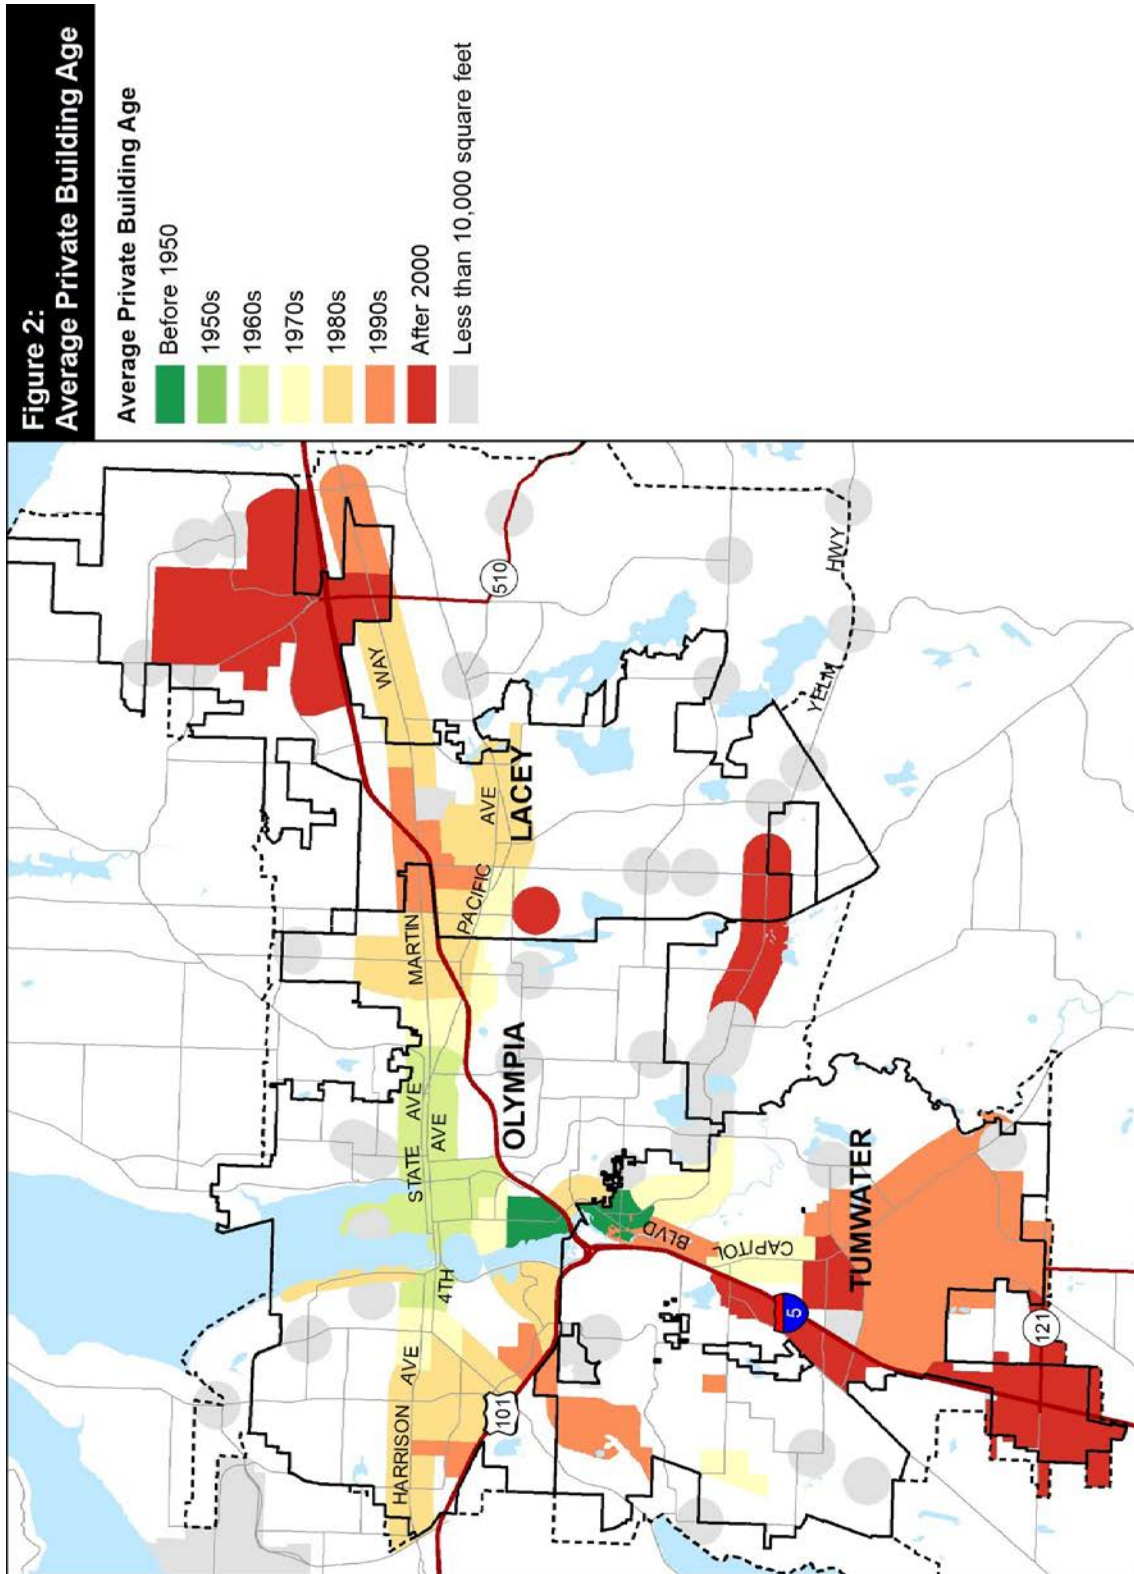 Figure 2:
Average Private Building Age
Average Private Building Age
Before 1950
1950s
1960s
1970s
1980s
1990s
After 2000
Less than 10,000 square feet
HARRISON AVE
4TH
STATE AVE
AVE
MARTIN
WAY
PACIFIC
AVE
LACEY
OLYMPIA
101
510
5
BLVD
CAPITOL
TUMWATER
121
YELM
HWY